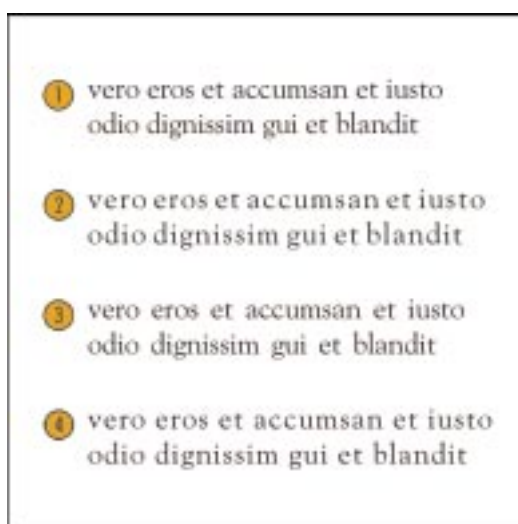 1 vero eros et accumsan et iusto
odio dignissim gui et blandit
2 vero eros et accumsan et iusto
odio dignissim gui et blandit
3 vero eros et accumsan et iusto
odio dignissim gui et blandit
4 vero eros et accumsan et iusto
odio dignissim gui et blandit